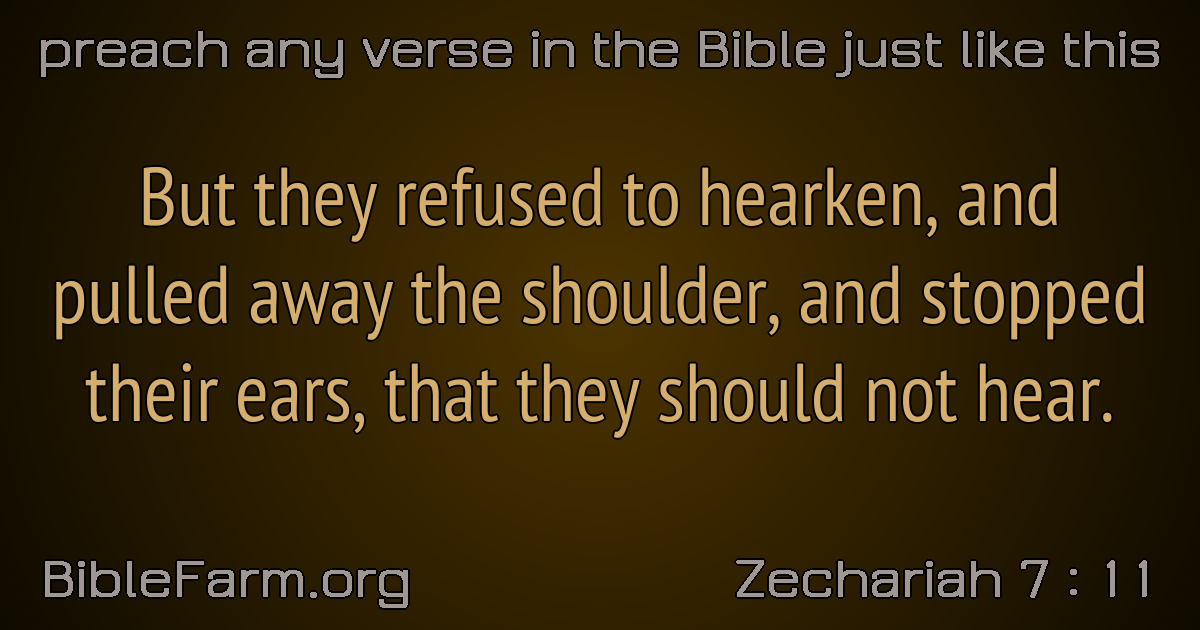 preach any verse in the Bible just like this
But they refused to hearken, and
pulled away the shoulder, and stopped
their ears, that they should not hear.
BibleFarm.org
Zechariah 7 : 11